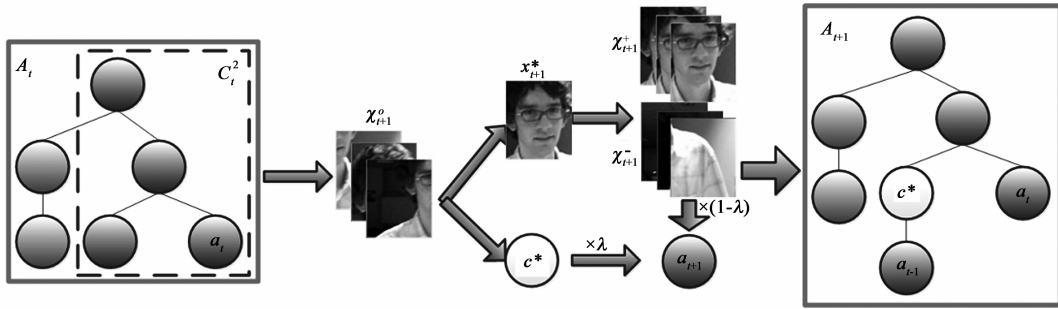 A_t
C_t^2
a_t
χ_{t+1}^o
x_{t+1}^*
c*
×λ
χ_{t+1}^+
χ_{t+1}^-
×(1-λ)
a_{t+1}
A_{t+1}
c*
a_t
a_{t-1}